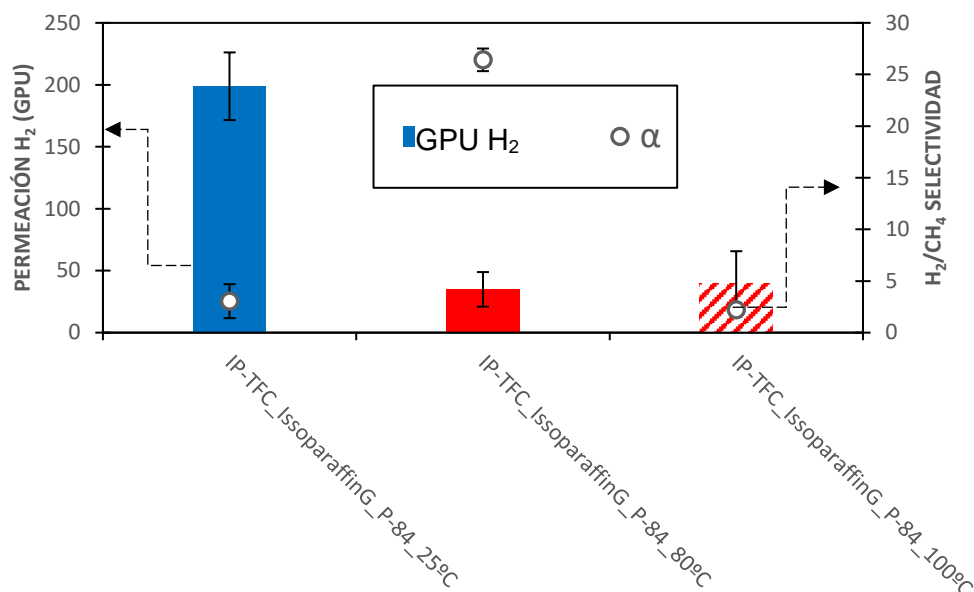 PERMEACIÓN H₂ (GPU)
250
200
150
100
50
0
GPU H₂
α
30
25
20
15
10
5
0
H₂/CH₄ SELECTIVIDAD
IP-TFC_IssoparaffinG_P-84_25ºC
IP-TFC_IssoparaffinG_P-84_80ºC
IP-TFC_IssoparaffinG_P-84_100ºC